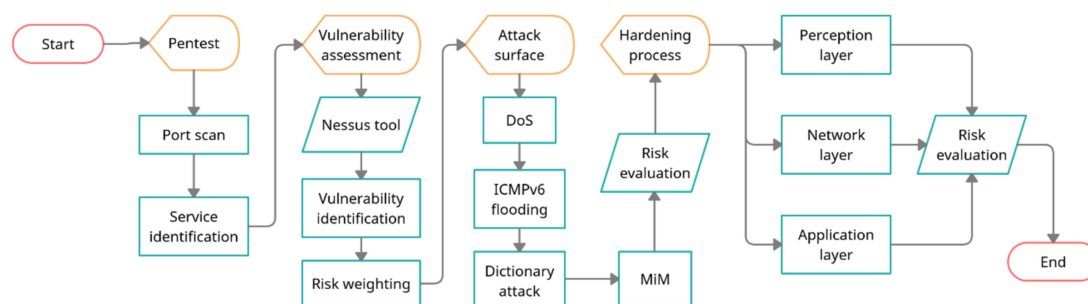 Start
Pentest
Port scan
Service
identification
Vulnerability
assessment
Nessus tool
Vulnerability
identification
Risk weighting
Attack
surface
DoS
ICMPv6
flooding
Dictionary
attack
MiM
Risk
evaluation
Hardening
process
Perception
layer
Network
layer
Application
layer
Risk
evaluation
End